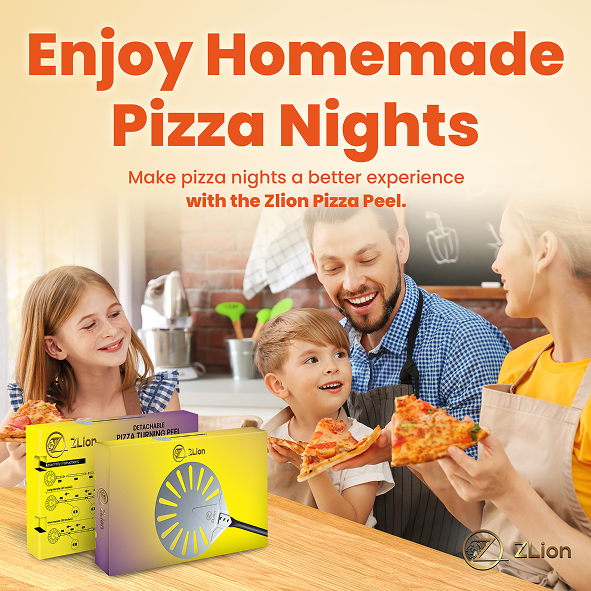 Enjoy Homemade
Pizza Nights
Make pizza nights a better experience
with the Zlion Pizza Peel.
DETACHABLE
PIZZA TURNING PEEL
ZLion
ZLion
ZLion
ZLion